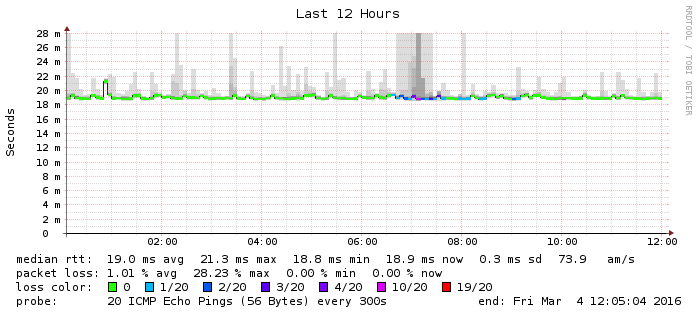 Last 12 Hours
RRDTOOL / TOBI OETIKER
Seconds
28 m
26 m
24 m
22 m
20 m
18 m
16 m
14 m
12 m
10 m
8 m
6 m
4 m
2 m
0
02:00 04:00 06:00 08:00 10:00 12:00
median rtt: 19.0 ms avg 21.3 ms max 18.8 ms min 18.9 ms now 0.3 ms sd 73.9 am/s
packet loss: 1.01 % avg 28.23 % max 0.00 % min 0.00 % now
loss color: 0 1/20 2/20 3/20 4/20 10/20 19/20
probe: 20 ICMP Echo Pings (56 Bytes) every 300s end: Fri Mar 4 12:05:04 2016